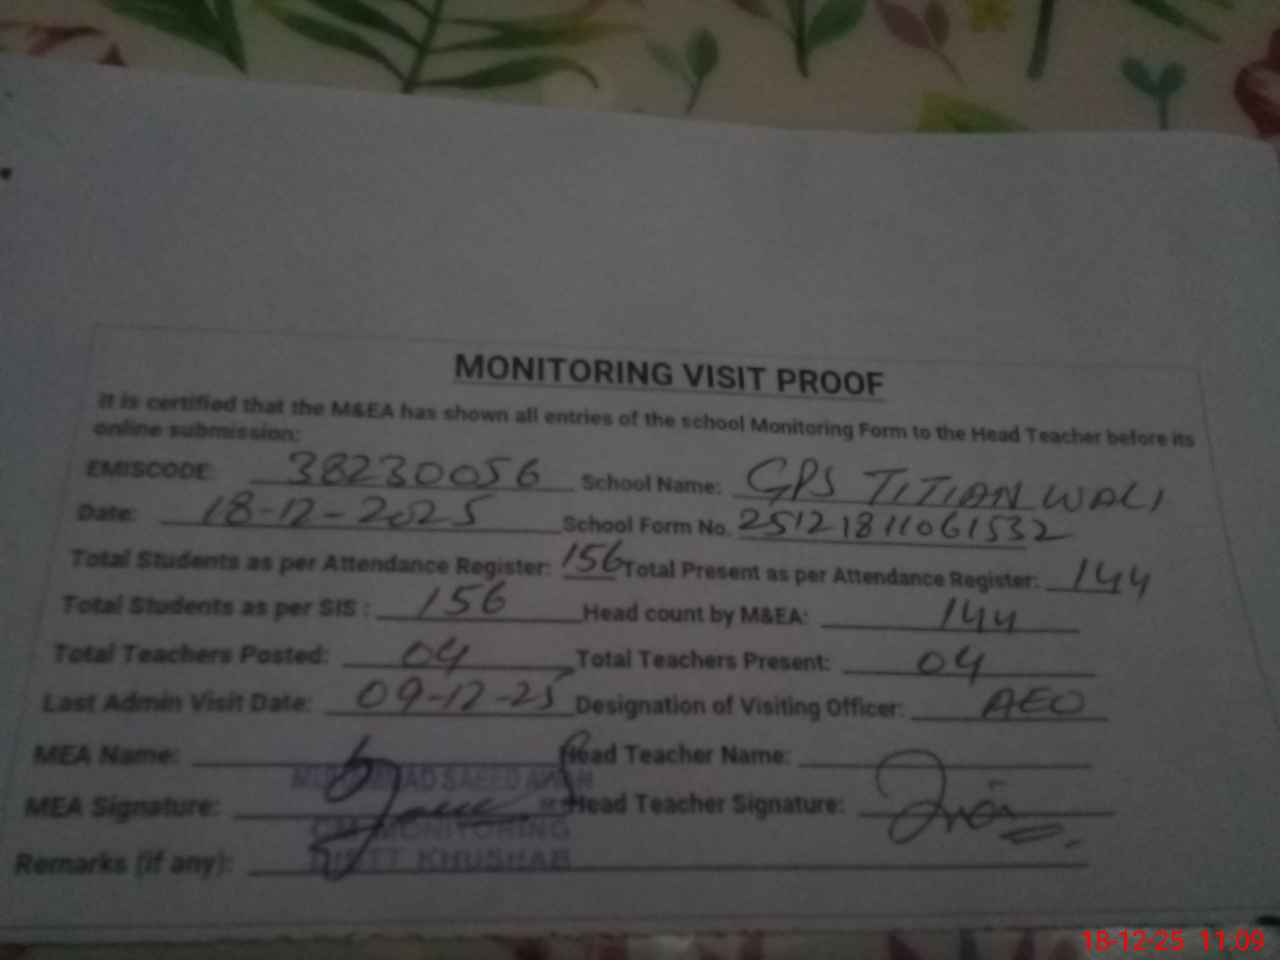 MONITORING VISIT PROOF
It is certified that the M&EA has shown all entries of the school Monitoring Form to the Head Teacher before its
online submission:
EMISCODE: 38230056 School Name: GPS TITIAN WALI
Date: 18-12-2025 School Form No. 25121811061532
Total Students as per Attendance Register: 156 Total Present as per Attendance Register: 144
Total Students as per SIS : 156 Head count by M&EA: 144
Total Teachers Posted: 04 Total Teachers Present: 04
Last Admin Visit Date: 09-12-25 Designation of Visiting Officer: AEO
MEA Name: Head Teacher Name:
MUHAMMAD SAEED
MEA Signature: Head Teacher Signature:
CM MONITORING
DISTT KHUSHAB
Remarks (if any):
18-12-25 11:09